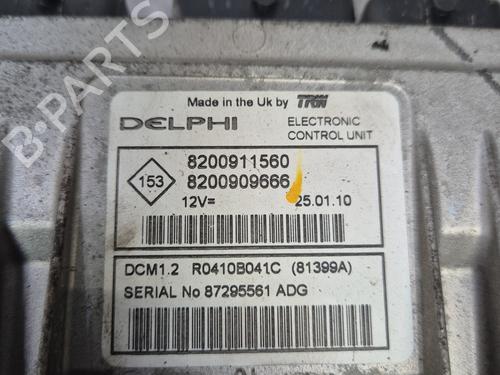 Made in the Uk by TRW
DELPHI ELECTRONIC
CONTROL UNIT
153
8200911560
8200909666
12V= 25.01.10
DCM1.2 R0410B041C (81399A)
SERIAL No 87295561 ADG
B-PARTS